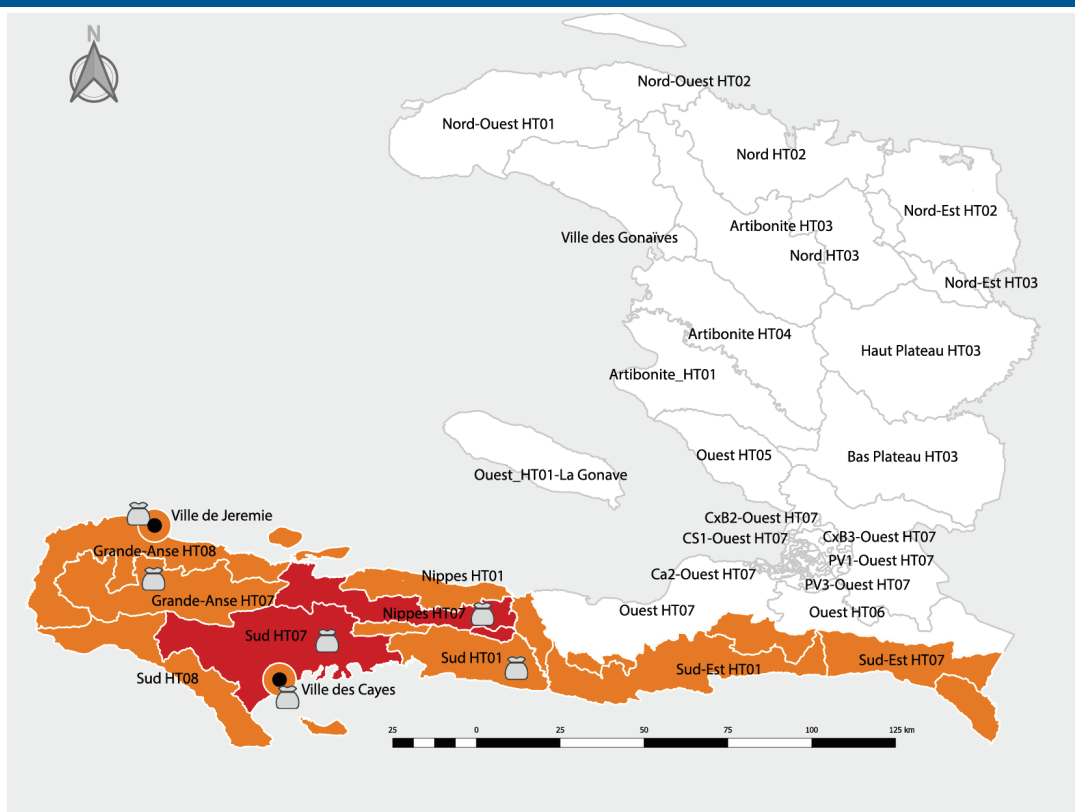 N
Nord-Ouest HT02
Nord-Ouest HT01
Nord HT02
Nord-Est HT02
Artibonite HT03
Ville des Gonaïves
Nord HT03
Nord-Est HT03
Artibonite HT04
Haut Plateau HT03
Artibonite_HT01
Ouest HT05
Bas Plateau HT03
Ouest_HT01-La Gonave
Ville de Jeremie
CxB2-Ouest HT07
CS1-Ouest HT07
CxB3-Ouest HT07
Grande-Anse HT08
PV1-Ouest HT07
Nippes HT01
Ca2-Ouest HT07
PV3-Ouest HT07
Grande-Anse HT07
Nippes HT07
Ouest HT07
Ouest HT06
Sud HT07
Sud HT01
Sud-Est HT01
Sud-Est HT07
Sud HT08
Ville des Cayes
25 0 25 50 75 100 125 km